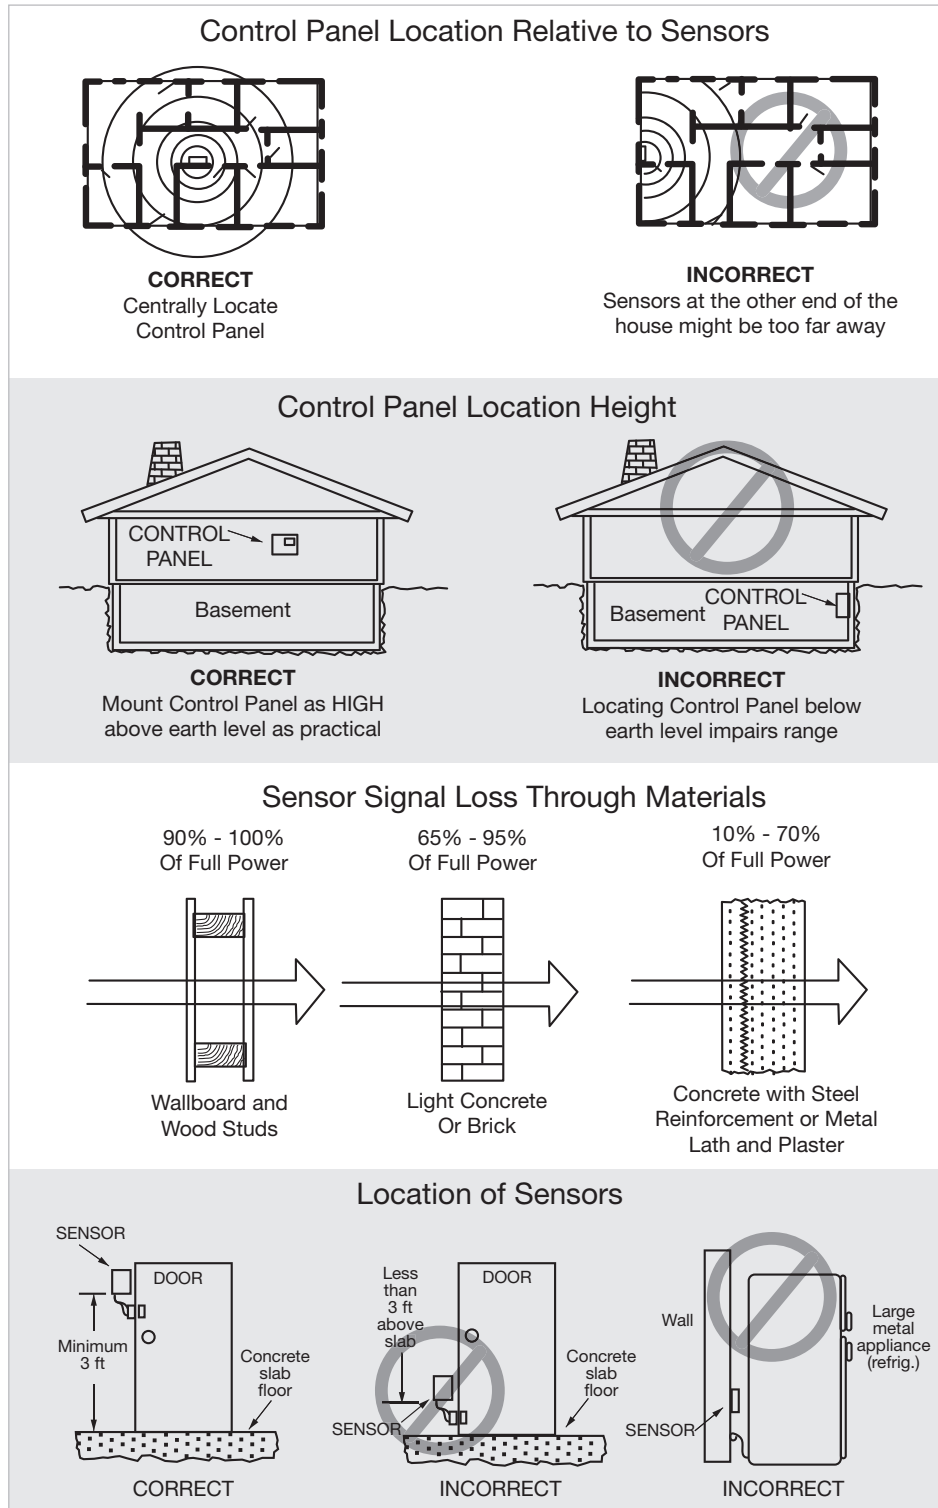 Control Panel Location Relative to Sensors
CORRECT
Centrally Locate
Control Panel
INCORRECT
Sensors at the other end of the
house might be too far away
Control Panel Location Height
CONTROL
PANEL
Basement
CORRECT
Mount Control Panel as HIGH
above earth level as practical
Basement
CONTROL
PANEL
INCORRECT
Locating Control Panel below
earth level impairs range
Sensor Signal Loss Through Materials
90% - 100%
Of Full Power
Wallboard and
Wood Studs
65% - 95%
Of Full Power
Light Concrete
Or Brick
10% - 70%
Of Full Power
Concrete with Steel
Reinforcement or Metal
Lath and Plaster
Location of Sensors
SENSOR
DOOR
Minimum
3 ft
Concrete
slab
floor
CORRECT
Less
than
3 ft
above
slab
DOOR
SENSOR
Concrete
slab
floor
INCORRECT
Wall
SENSOR
Large
metal
appliance
(refrig.)
INCORRECT